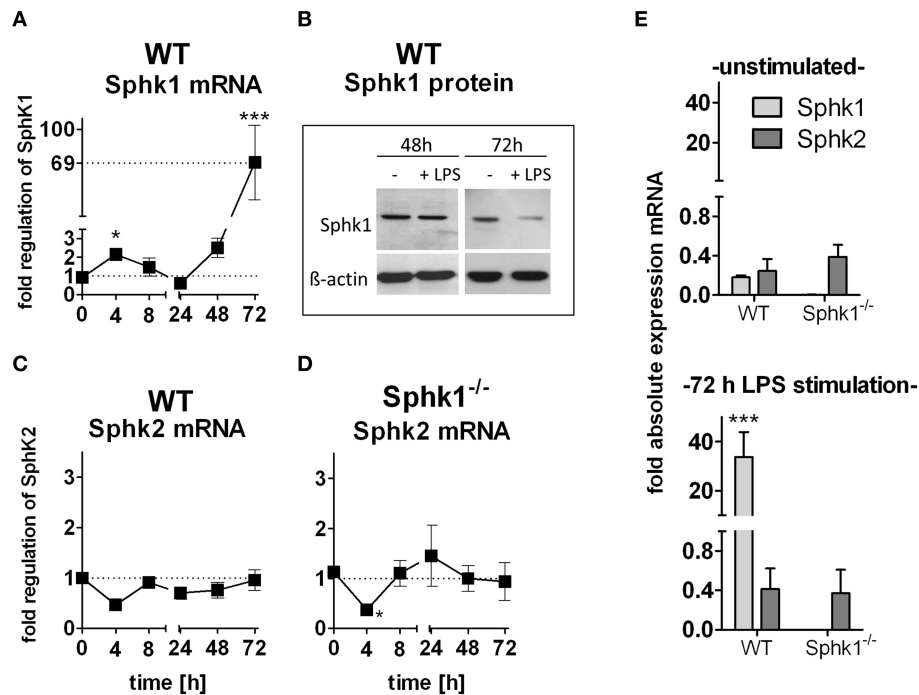 A
WT
Sphk1 mRNA
fold regulation of SphK1
100
69
3
2
1
0
***
*
0 4 8 24 48 72
B
WT
Sphk1 protein
48h 72h
- + LPS - + LPS
Sphk1
ß-actin
C
WT
Sphk2 mRNA
fold regulation of SphK2
3
2
1
0
0 4 8 24 48 72
time [h]
D
Sphk1-/-
Sphk2 mRNA
3
2
1
0
*
0 4 8 24 48 72
time [h]
E
fold absolute expression mRNA
-unstimulated-
Sphk1
Sphk2
40
20
0.8
0.4
0.0
WT Sphk1-/-
-72 h LPS stimulation-
***
40
20
0.8
0.4
0.0
WT Sphk1-/-